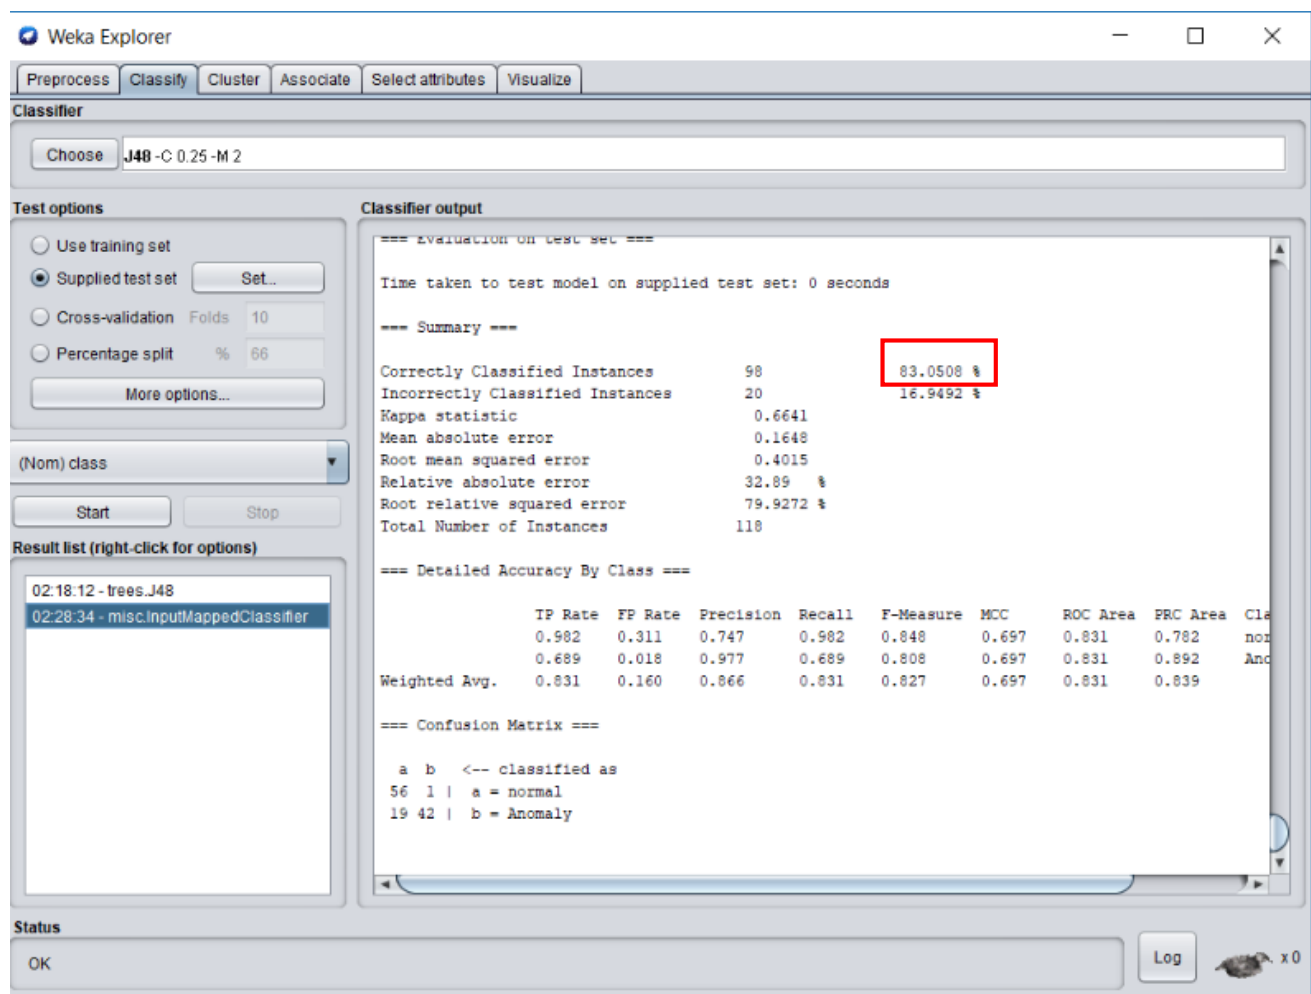 Weka Explorer
Preprocess Classify Cluster Associate Select attributes Visualize
Classifier
Choose J48 -C 0.25 -M 2
Test options
Use training set
Supplied test set Set...
Cross-validation Folds 10
Percentage split % 66
More options...
(Nom) class
Start Stop
Result list (right-click for options)
02:18:12 - trees.J48
02:28:34 - misc.InputMappedClassifier
Classifier output
=== Evaluation on test set ===
Time taken to test model on supplied test set: 0 seconds
=== Summary ===
Correctly Classified Instances 98 83.0508 %
Incorrectly Classified Instances 20 16.9492 %
Kappa statistic 0.6641
Mean absolute error 0.1648
Root mean squared error 0.4015
Relative absolute error 32.89 %
Root relative squared error 79.9272 %
Total Number of Instances 118
=== Detailed Accuracy By Class ===
TP Rate FP Rate Precision Recall F-Measure MCC ROC Area PRC Area Cla
0.982 0.311 0.747 0.982 0.848 0.697 0.831 0.782 nor
0.689 0.018 0.977 0.689 0.808 0.697 0.831 0.892 Ano
Weighted Avg. 0.831 0.160 0.866 0.831 0.827 0.697 0.831 0.839
=== Confusion Matrix ===
a b <-- classified as
56 1 | a = normal
19 42 | b = Anomaly
Status
OK
Log x 0